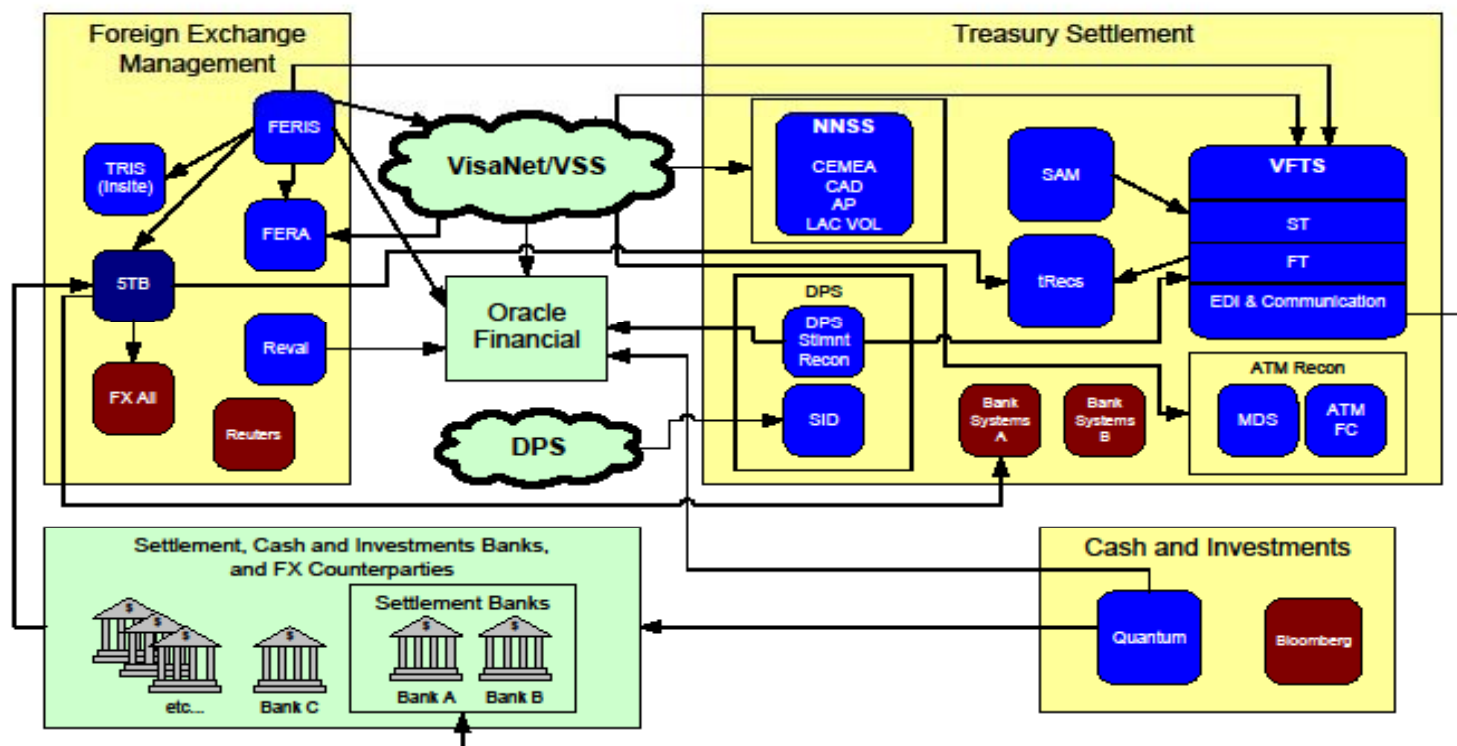 Foreign Exchange
Management
FERIS
TRIS
(Insite)
FERA
5TB
Reval
FX All
Reuters
VisaNet/VSS
Oracle
Financial
DPS
Treasury Settlement
NNSS
CEMEA
CAD
AP
LAC VOL
SAM
tRecs
VFTS
ST
FT
EDI & Communication
DPS
DPS
Stlmnt
Recon
SID
Bank
Systems
A
Bank
Systems
B
ATM Recon
MDS
ATM
FC
Settlement, Cash and Investments Banks,
and FX Counterparties
$
$
$
etc...
$
Bank C
Settlement Banks
$
Bank A
$
Bank B
Cash and Investments
Quantum
Bloomberg